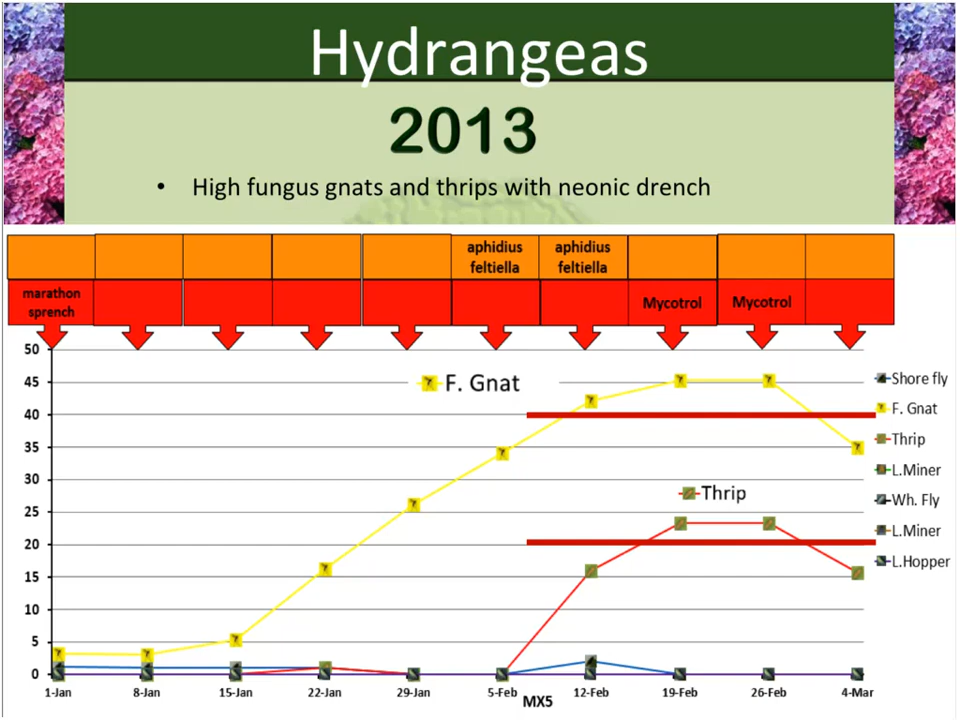 Hydrangeas
2013
• High fungus gnats and thrips with neonic drench
aphidius
feltiella
aphidius
feltiella
marathon
sprench
Mycotrol
Mycotrol
50
45
40
35
30
25
20
15
10
5
0
F. Gnat
Thrip
Shore fly
F. Gnat
Thrip
L.Miner
Wh. Fly
L.Miner
L.Hopper
1-Jan 8-Jan 15-Jan 22-Jan 29-Jan 5-Feb 12-Feb 19-Feb 26-Feb 4-Mar
MX5